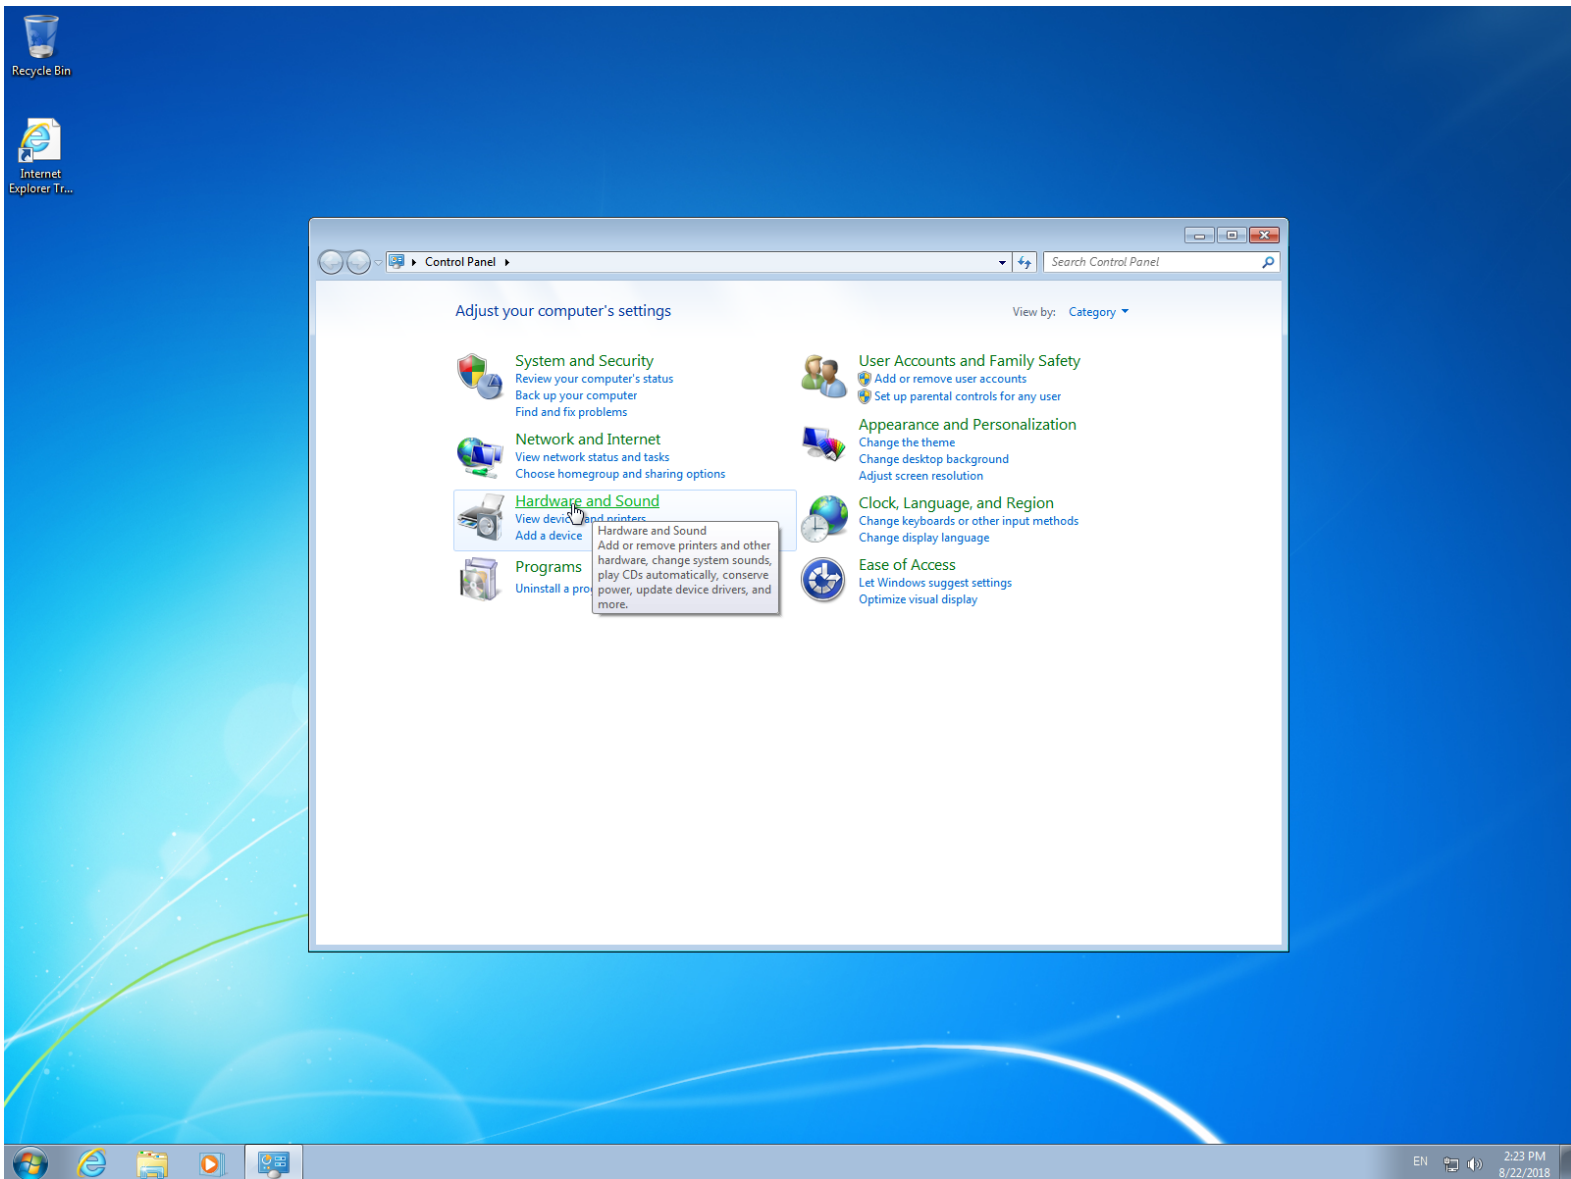 Recycle Bin
Internet
Explorer Tr...
Control Panel
Search Control Panel
Adjust your computer's settings
View by: Category
System and Security
Review your computer's status
Back up your computer
Find and fix problems
Network and Internet
View network status and tasks
Choose homegroup and sharing options
Hardware and Sound
View and printers
Add a device
Hardware and Sound
Add or remove printers and other
hardware, change system sounds,
play CDs automatically, conserve
power, update device drivers, and
more.
Programs
Uninstall a
User Accounts and Family Safety
Add or remove user accounts
Set up parental controls for any user
Appearance and Personalization
Change the theme
Change desktop background
Adjust screen resolution
Clock, Language, and Region
Change keyboards or other input methods
Change display language
Ease of Access
Let Windows suggest settings
Optimize visual display
EN
2:23 PM
8/22/2018